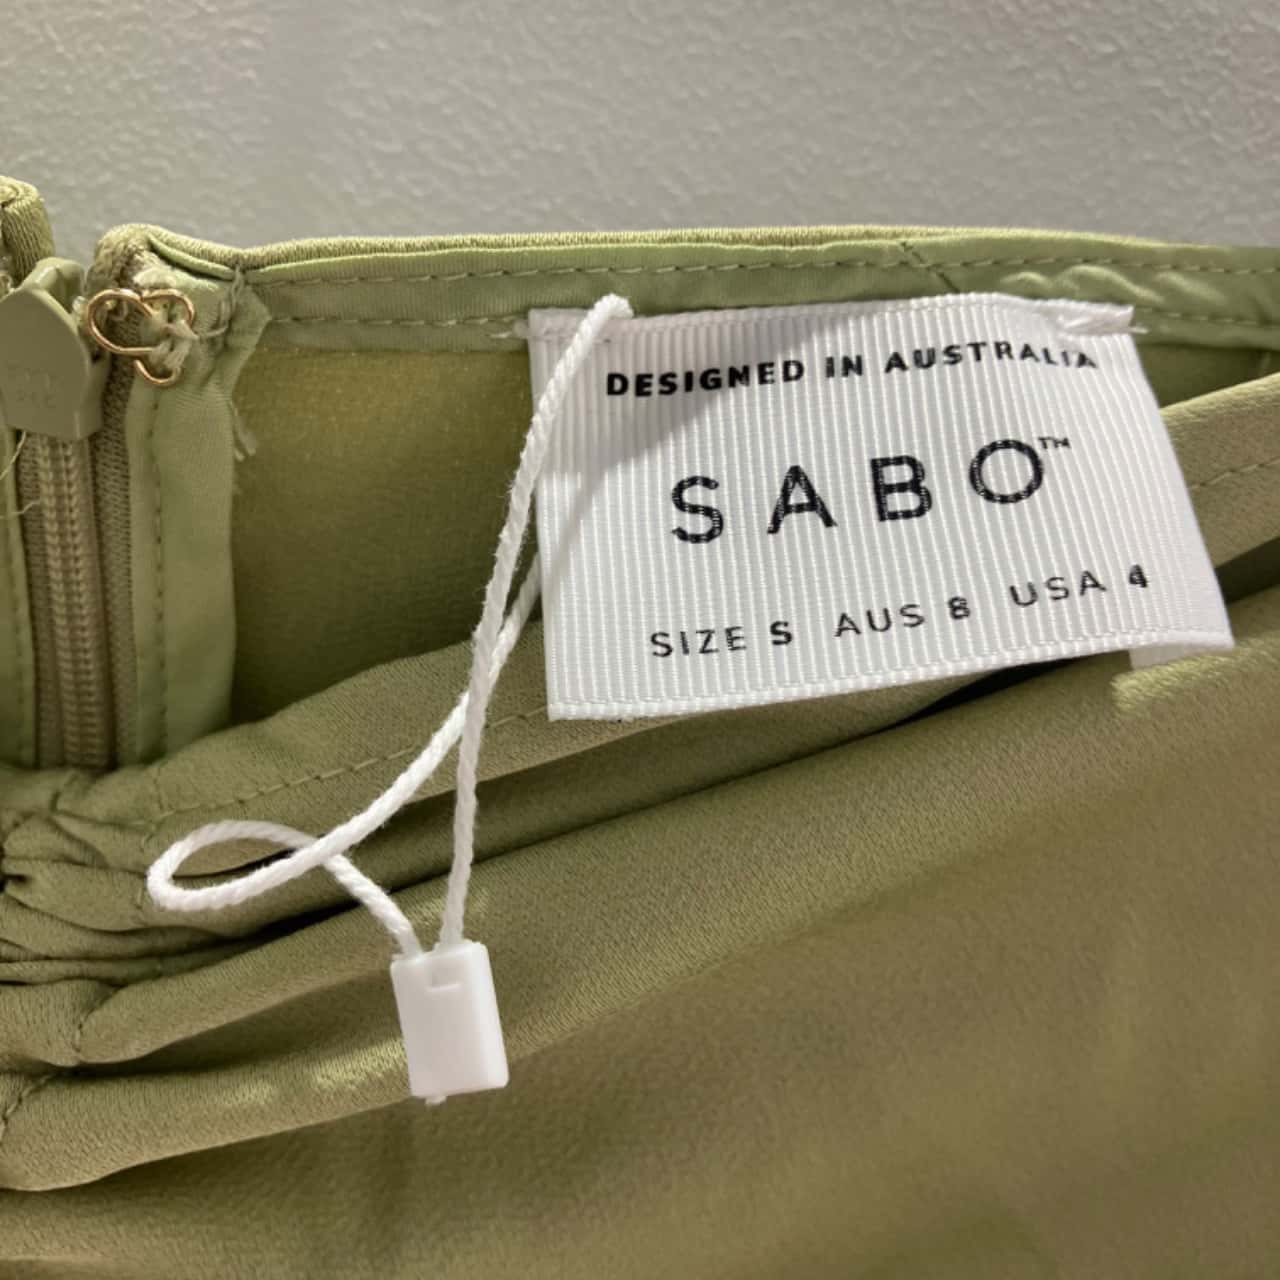 DESIGNED IN AUSTRALIA
SABO™
SIZE S AUS 8 USA 4